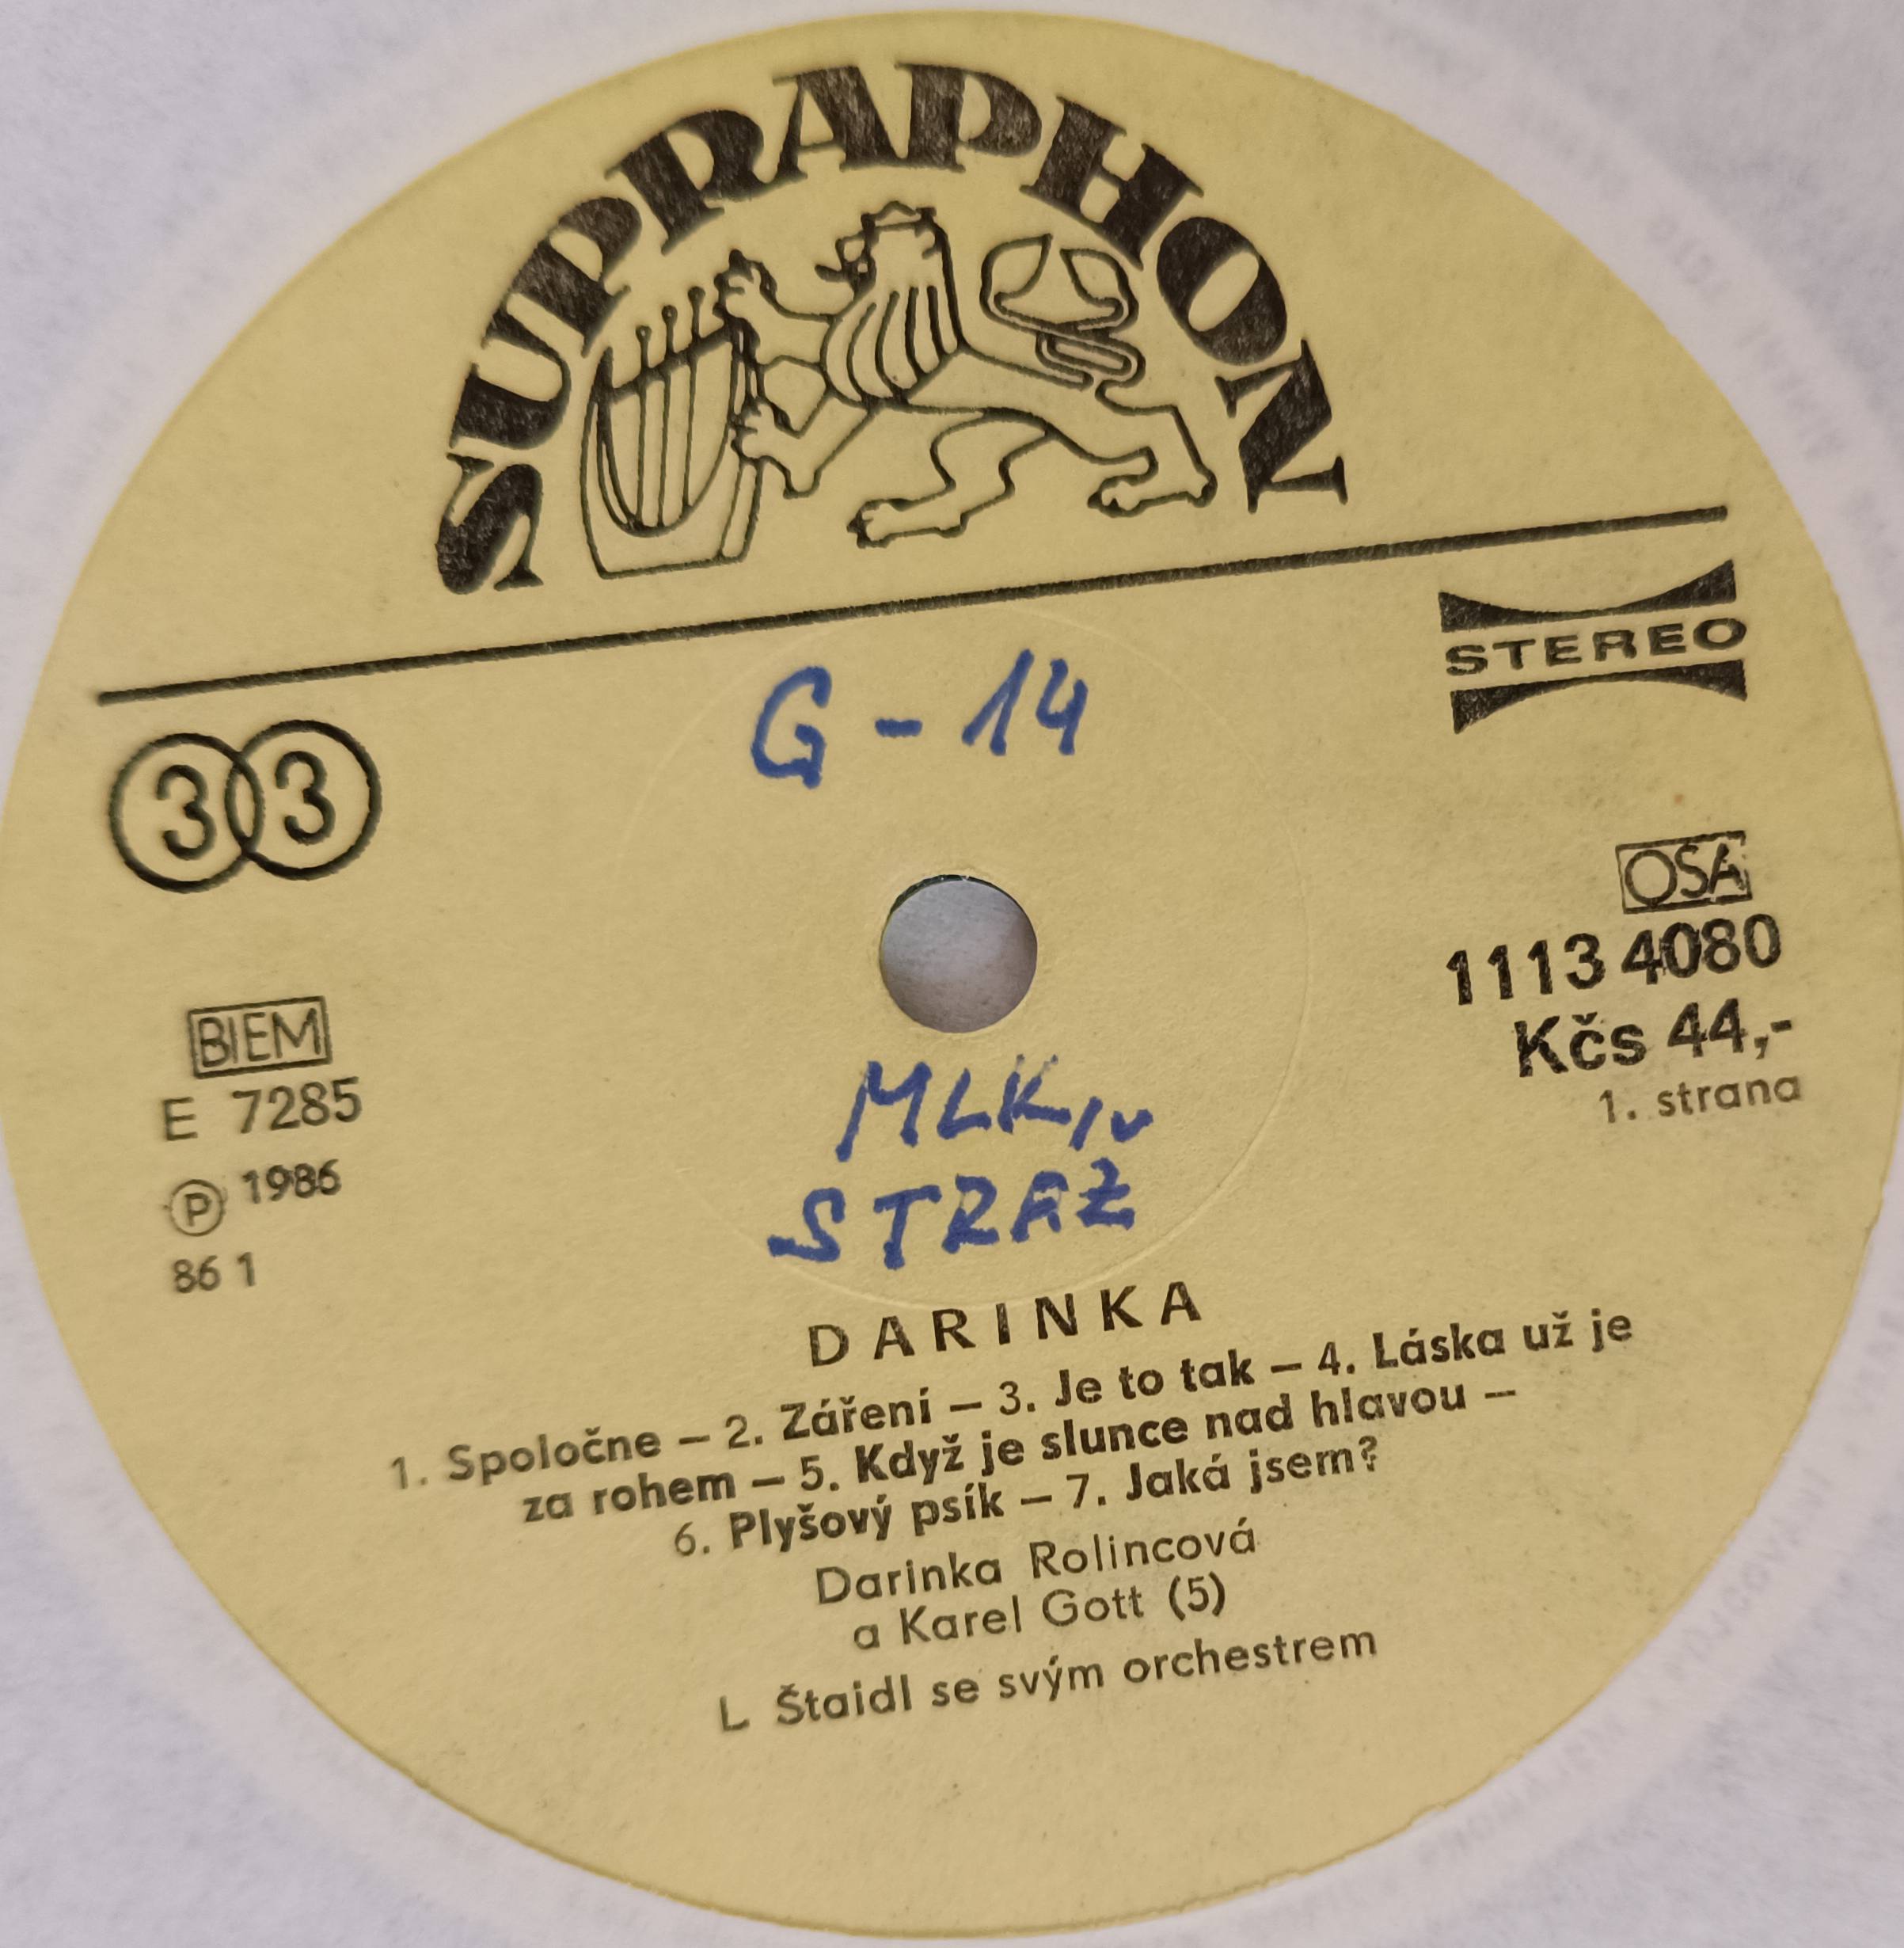 SUPRAPHON
STEREO
G - 14
33
OSA
1113 4080
Kčs 44,-
1. strana
BIEM
E 7285
Ⓟ 1986
86 1
MLK
STRAŽ
DARINKA
1. Spoločne – 2. Záření – 3. Je to tak – 4. Láska už je
za rohem – 5. Když je slunce nad hlavou –
6. Plyšový psík – 7. Jaká jsem?
Darinka Rolincová
a Karel Gott (5)
L Štaidl se svým orchestrem